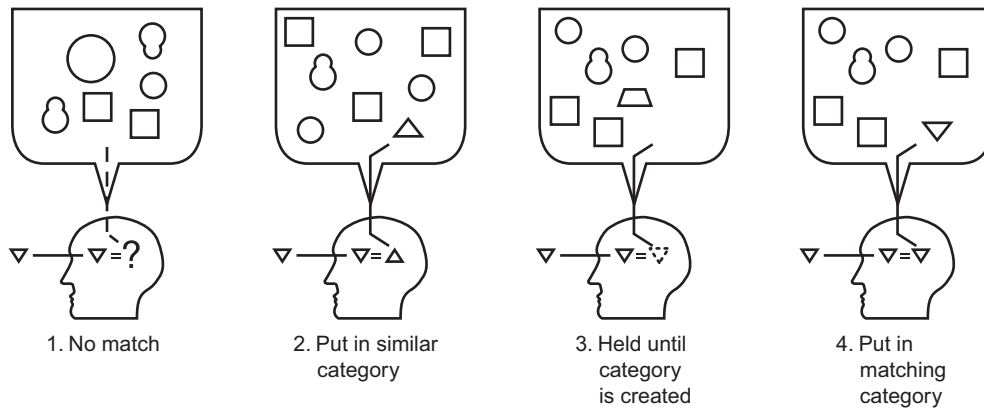 = ?
=
=
=
1. No match
2. Put in similar
category
3. Held until
category
is created
4. Put in
matching
category